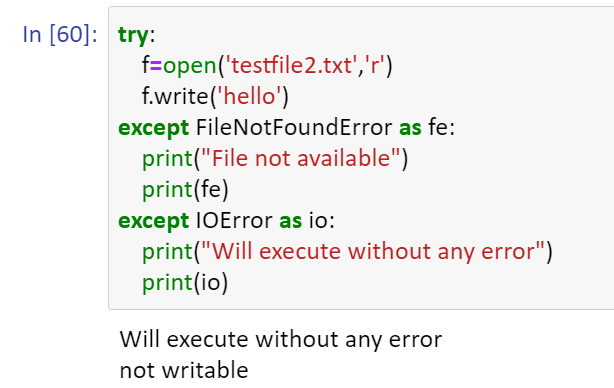 In [60]: try:
f=open('testfile2.txt','r')
f.write('hello')
except FileNotFoundError as fe:
print("File not available")
print(fe)
except IOError as io:
print("Will execute without any error")
print(io)
Will execute without any error
not writable